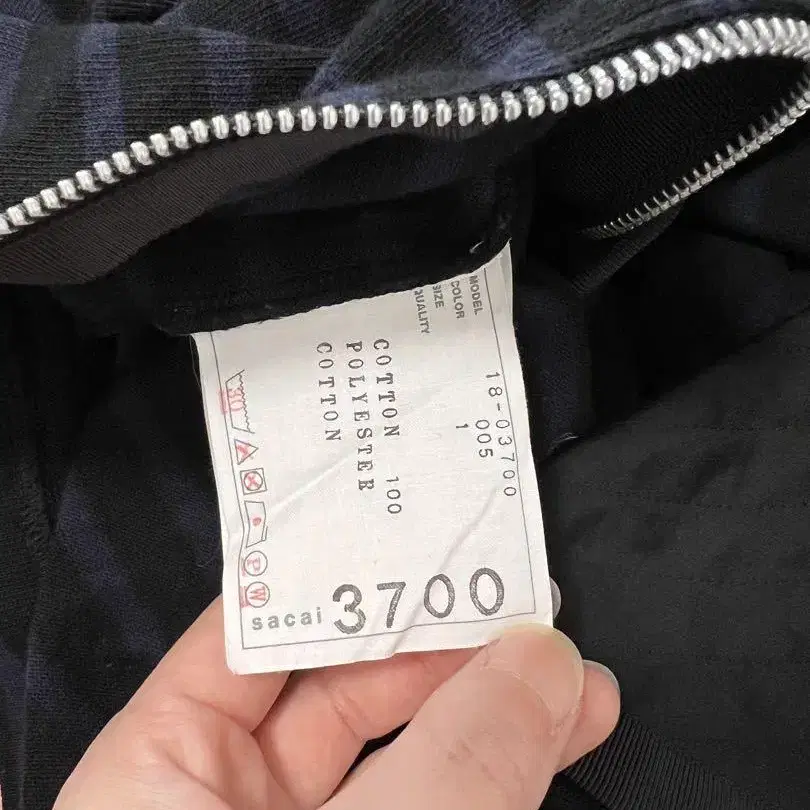 MODEL 18-03700
COLOR 005
SIZE 1
QUALITY
COTTON 100
POLYESTER
COTTON
30
P
W
sacai 3700